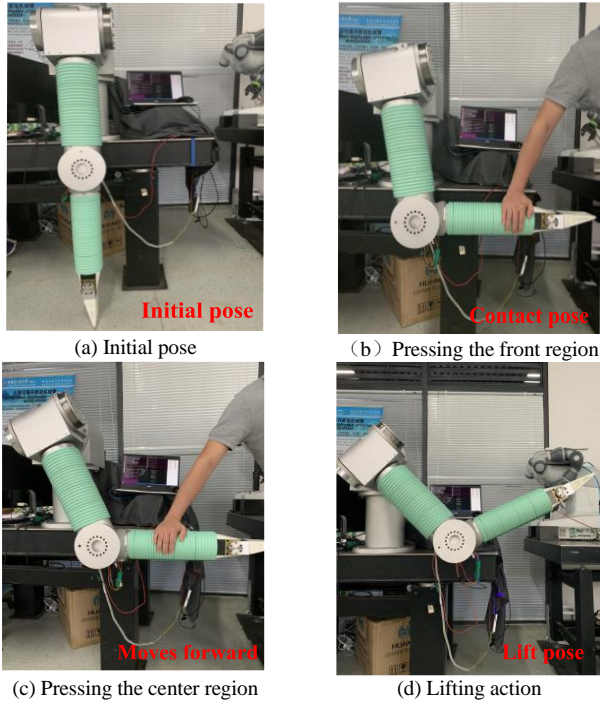 Initial pose
Contact pose
(a) Initial pose
（b）Pressing the front region
HUAN
Moves forward
Lift pose
(c) Pressing the center region
(d) Lifting action